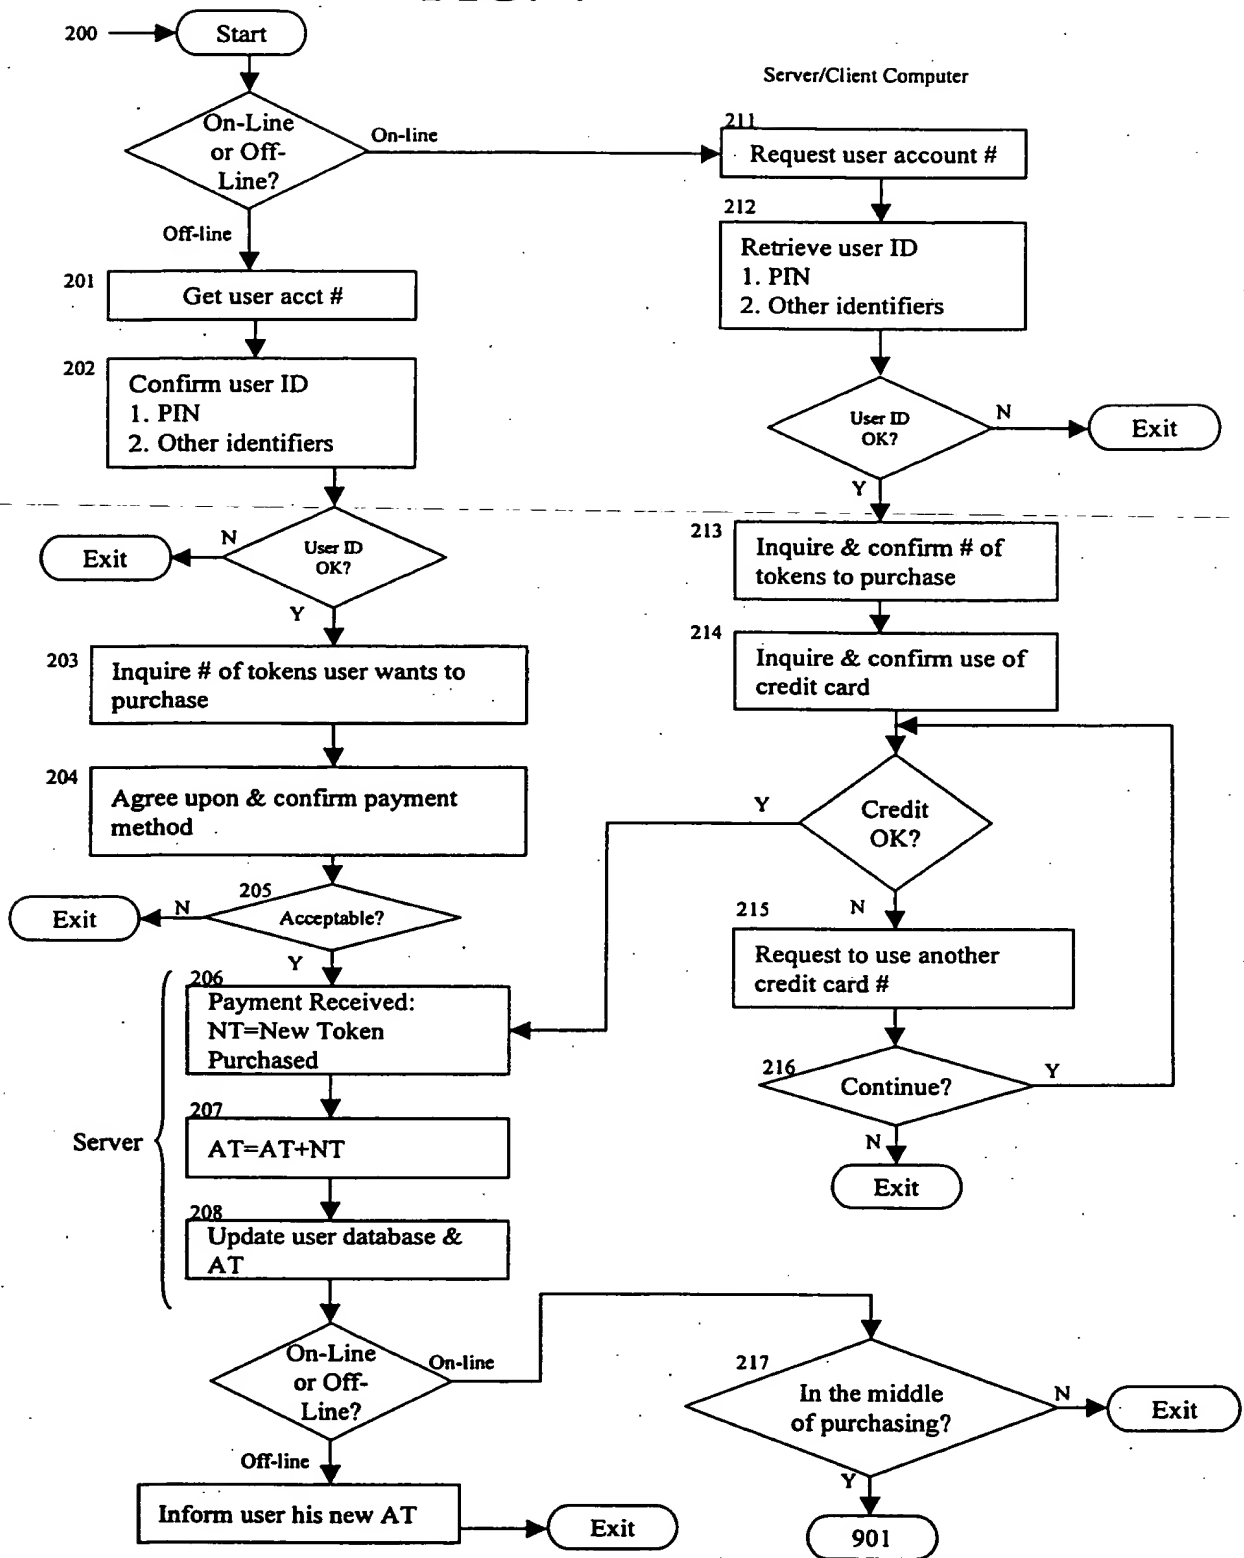 200
Start
Server/Client Computer
On-Line
or Off-
Line?
On-line
211
Request user account #
Off-line
212
Retrieve user ID
1. PIN
2. Other identifiers
201
Get user acct #
202
Confirm user ID
1. PIN
2. Other identifiers
User ID
OK?
N
Exit
Y
N
Exit
User ID
OK?
Y
213
Inquire & confirm # of
tokens to purchase
214
Inquire & confirm use of
credit card
203
Inquire # of tokens user wants to
purchase
204
Agree upon & confirm payment
method
Y
Credit
OK?
N
205
Acceptable?
N
Exit
Y
215
Request to use another
credit card #
206
Payment Received:
NT=New Token
Purchased
216
Continue?
Y
N
Exit
Server
207
AT=AT+NT
208
Update user database &
AT
On-Line
or Off-
Line?
On-line
217
In the middle
of purchasing?
N
Exit
Off-line
Y
Inform user his new AT
Exit
901